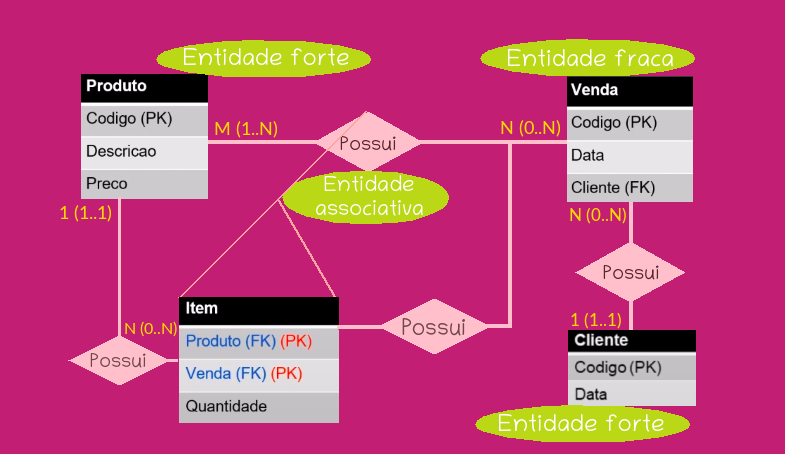 Entidade forte
Entidade fraca
Produto
Codigo (PK)
Descricao
Preco
M (1..N)
Possui
N (0..N)
Venda
Codigo (PK)
Data
Cliente (FK)
Entidade
associativa
1 (1..1)
N (0..N)
Possui
N (0..N)
Possui
Item
Produto (FK) (PK)
Venda (FK) (PK)
Quantidade
Possui
1 (1..1)
Cliente
Codigo (PK)
Data
Entidade forte